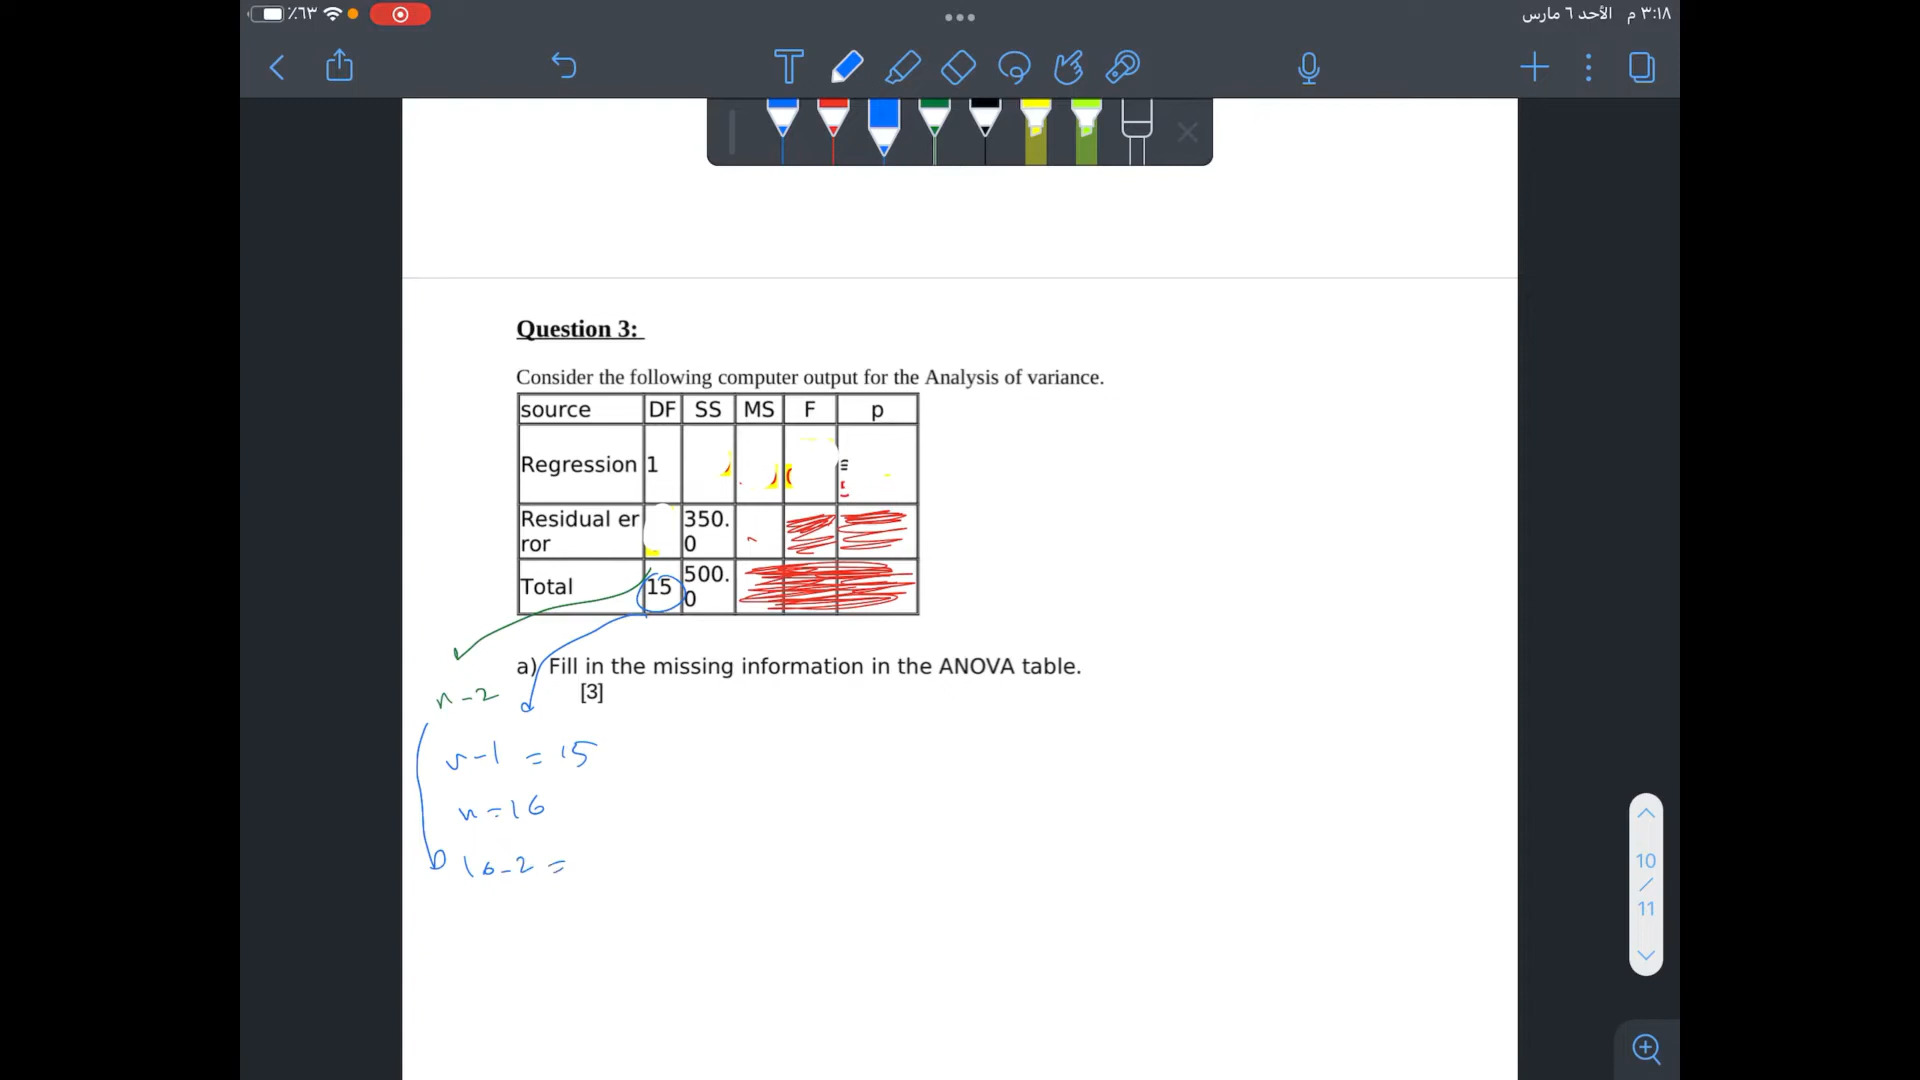 ٪٦٣
٣:١٨ م الأحد ٦ مارس
T
Question 3:
Consider the following computer output for the Analysis of variance.
source DF SS MS F p
Regression 1
Residual er
ror
350.
0
Total 15 500.
0
a) Fill in the missing information in the ANOVA table.
[3]
n-2
n-1 = 15
n=16
16-2 =
10
/
11